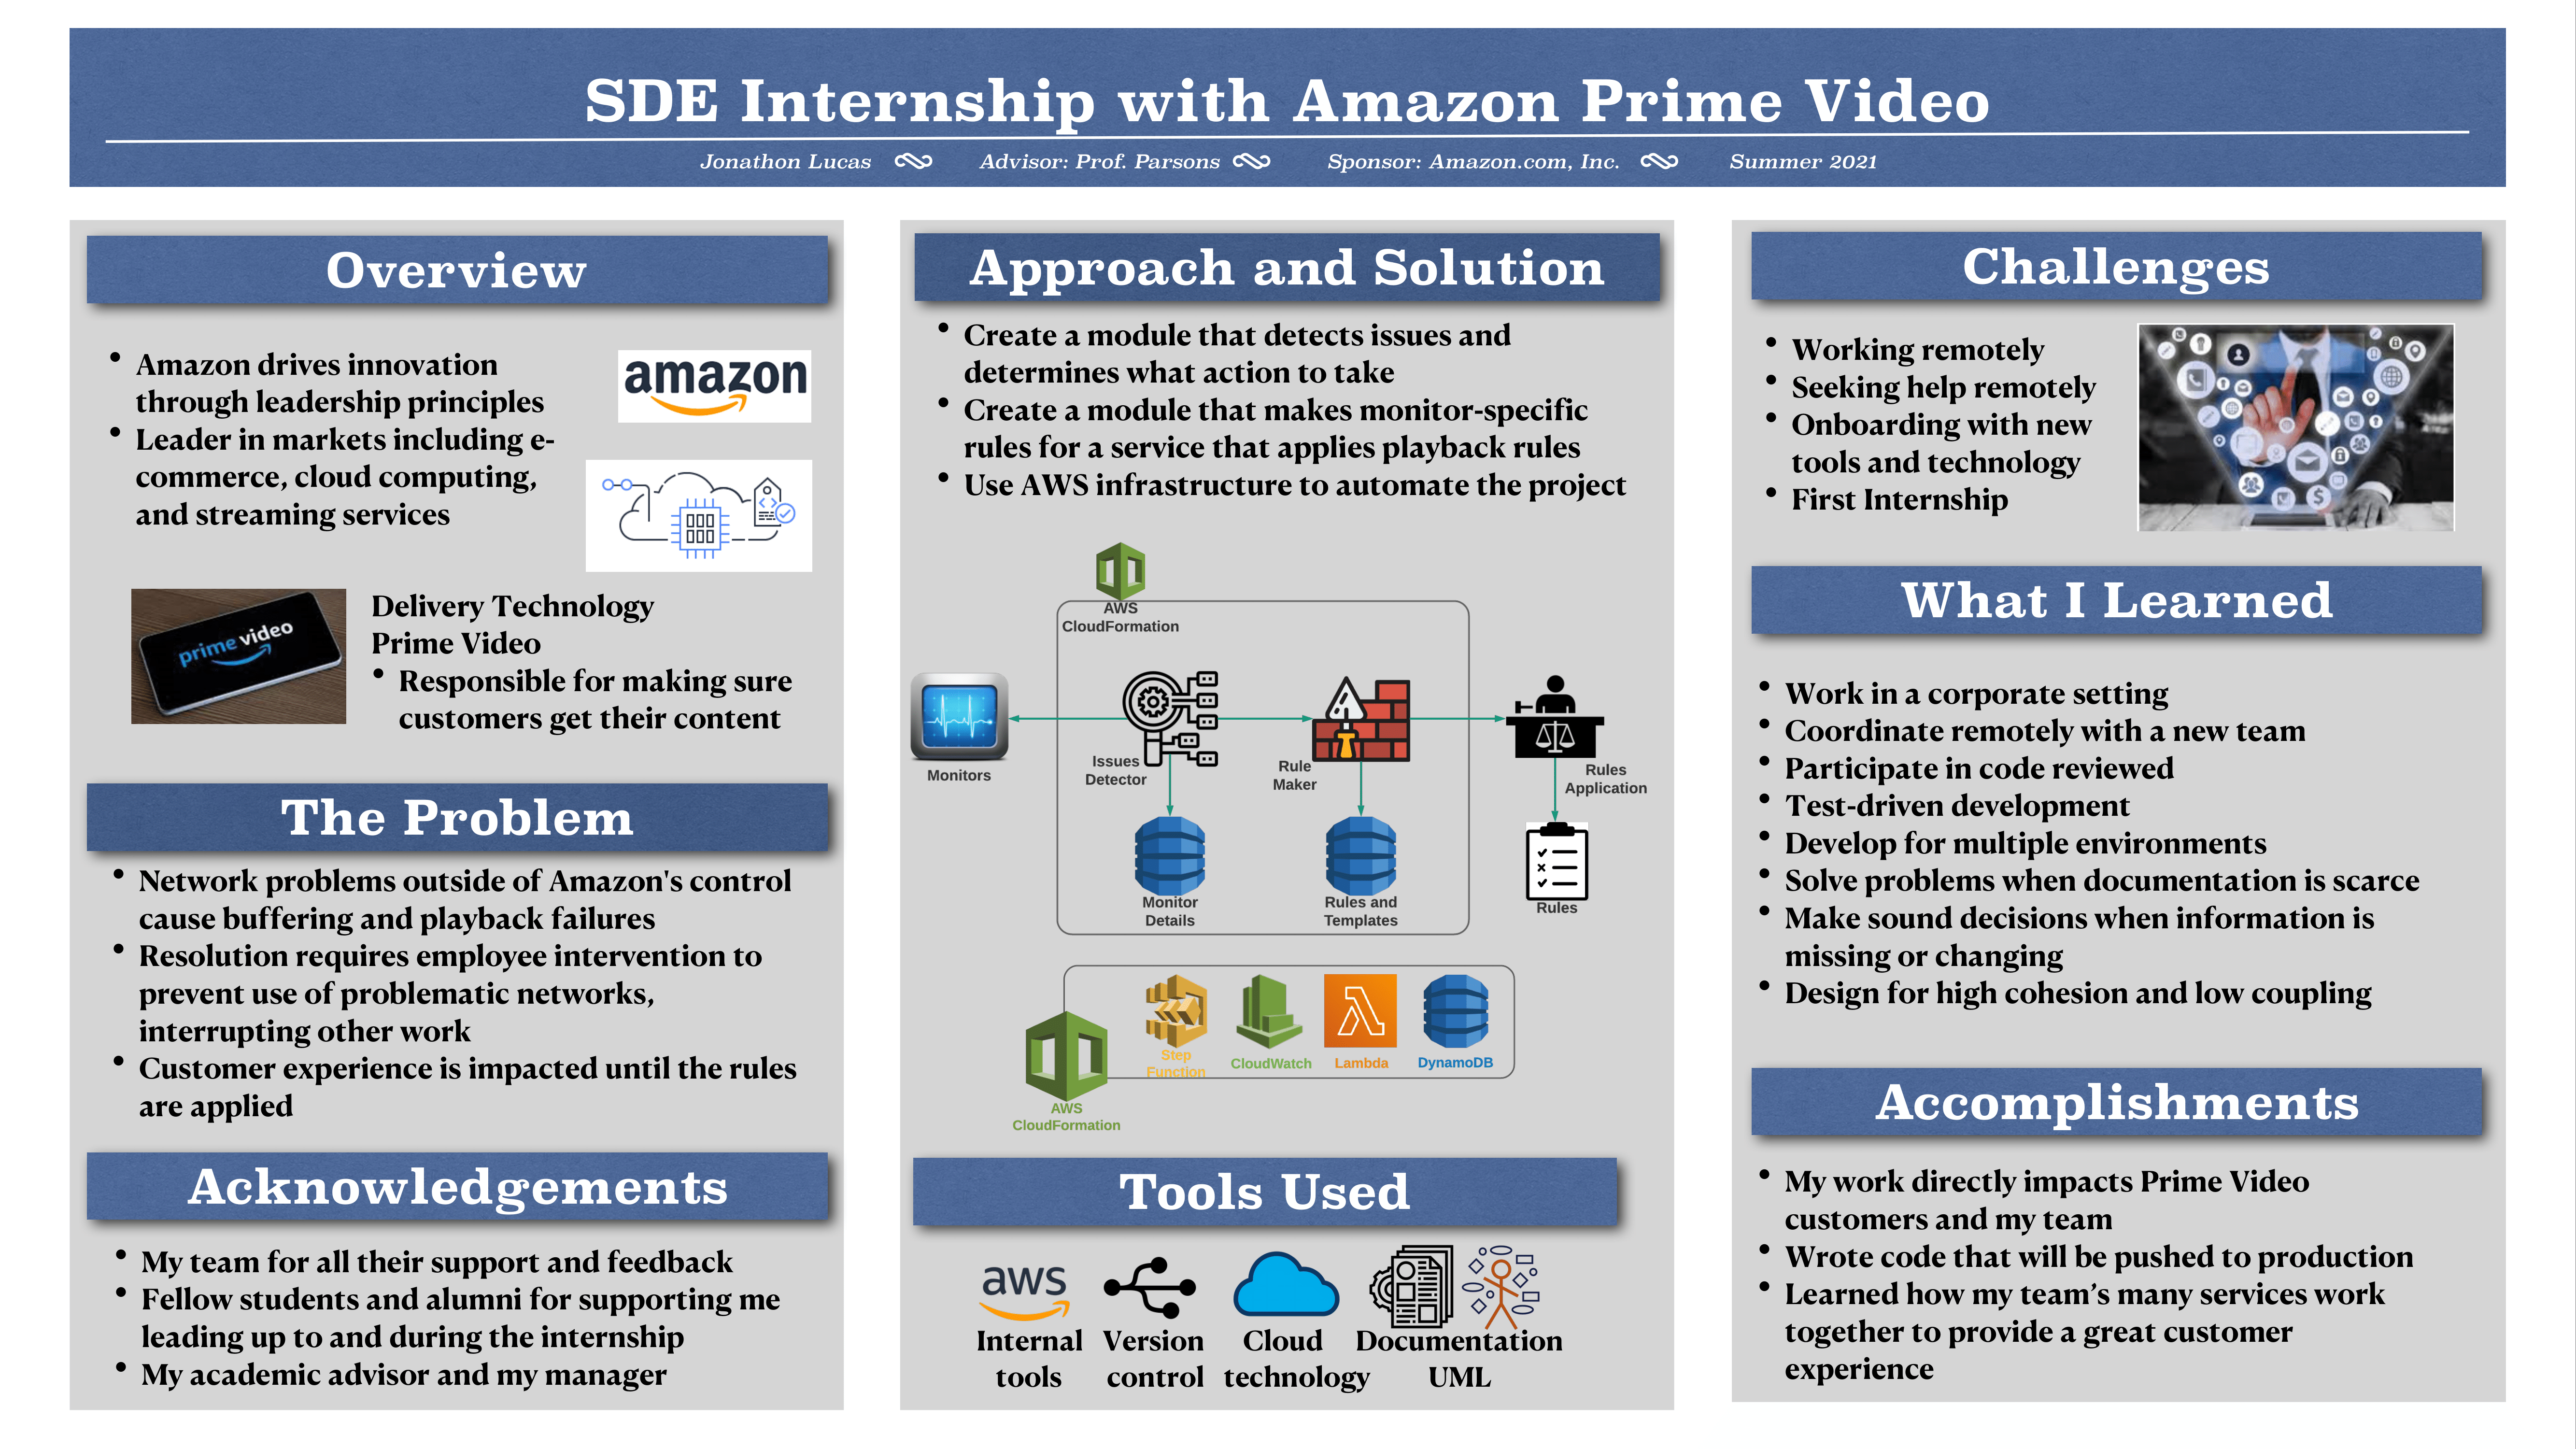 SDE Internship with Amazon Prime Video
Jonathon Lucas Advisor: Prof. Parsons Sponsor: Amazon.com, Inc. Summer 2021
Overview
• Amazon drives innovation
through leadership principles
• Leader in markets including e-
commerce, cloud computing,
and streaming services
amazon
prime video
Delivery Technology
Prime Video
• Responsible for making sure
customers get their content
The Problem
• Network problems outside of Amazon's control
cause buffering and playback failures
• Resolution requires employee intervention to
prevent use of problematic networks,
interrupting other work
• Customer experience is impacted until the rules
are applied
Acknowledgements
• My team for all their support and feedback
• Fellow students and alumni for supporting me
leading up to and during the internship
• My academic advisor and my manager
Approach and Solution
• Create a module that detects issues and
determines what action to take
• Create a module that makes monitor-specific
rules for a service that applies playback rules
• Use AWS infrastructure to automate the project
AWS
CloudFormation
Monitors
Issues
Detector
Rule
Maker
Rules
Application
Monitor
Details
Rules and
Templates
Rules
Step
Function
CloudWatch
Lambda
DynamoDB
AWS
CloudFormation
Tools Used
aws
Internal
tools
Version
control
Cloud
technology
Documentation
UML
Challenges
• Working remotely
• Seeking help remotely
• Onboarding with new
tools and technology
• First Internship
What I Learned
• Work in a corporate setting
• Coordinate remotely with a new team
• Participate in code reviewed
• Test-driven development
• Develop for multiple environments
• Solve problems when documentation is scarce
• Make sound decisions when information is
missing or changing
• Design for high cohesion and low coupling
Accomplishments
• My work directly impacts Prime Video
customers and my team
• Wrote code that will be pushed to production
• Learned how my team’s many services work
together to provide a great customer
experience